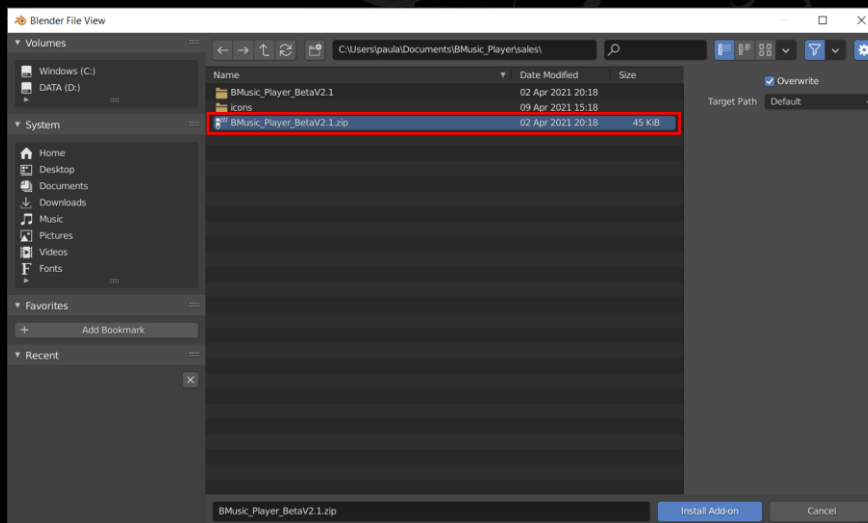 Blender File View
Volumes
Windows (C:)
DATA (D:)
System
Home
Desktop
Documents
Downloads
Music
Pictures
Videos
Fonts
Favorites
Add Bookmark
Recent
C:\Users\paula\Documents\BMusic_Player\sales\
Name Date Modified Size
BMusic_Player_BetaV2.1 02 Apr 2021 20:18
icons 09 Apr 2021 15:18
BMusic_Player_BetaV2.1.zip 02 Apr 2021 20:18 45 KiB
Overwrite
Target Path Default
BMusic_Player_BetaV2.1.zip
Install Add-on Cancel